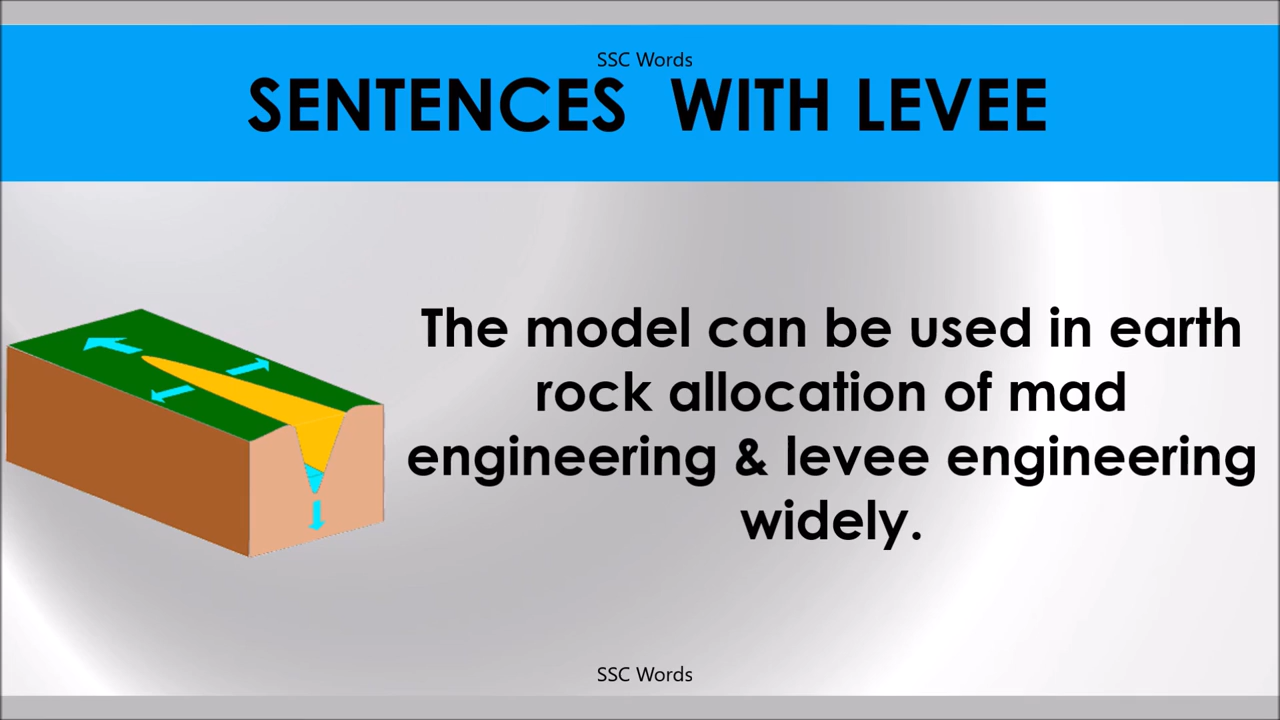 SSC Words
SENTENCES WITH LEVEE
The model can be used in earth
rock allocation of mad
engineering & levee engineering
widely.
SSC Words